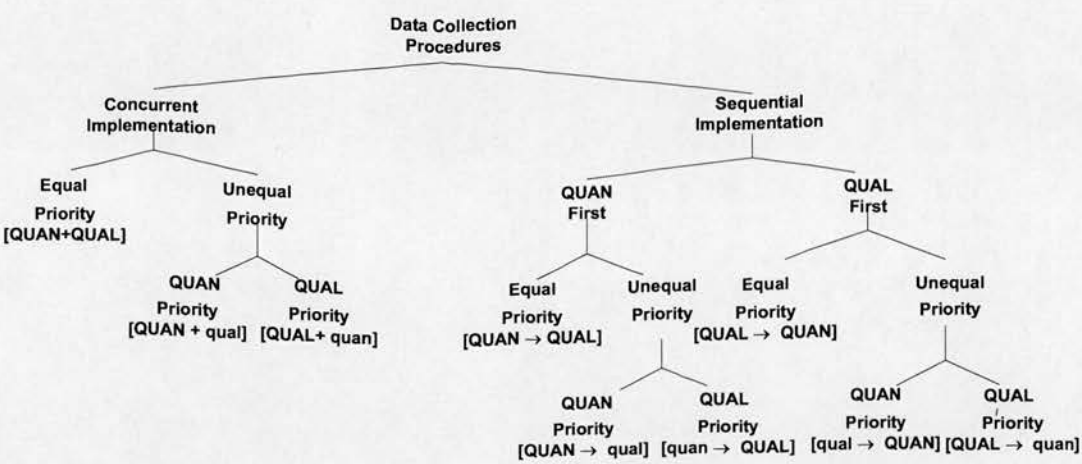 Data Collection
Procedures
Concurrent
Implementation
Sequential
Implementation
Equal
Priority
[QUAN+QUAL]
Unequal
Priority
QUAN
First
QUAL
First
QUAN
Priority
[QUAN + qual]
QUAL
Priority
[QUAL+ quan]
Equal
Priority
[QUAN → QUAL]
Unequal
Priority
Equal
Priority
[QUAL → QUAN]
Unequal
Priority
QUAN
Priority
[QUAN → qual]
QUAL
Priority
[quan → QUAL]
QUAN
Priority
[qual → QUAN]
QUAL
Priority
[QUAL → quan]